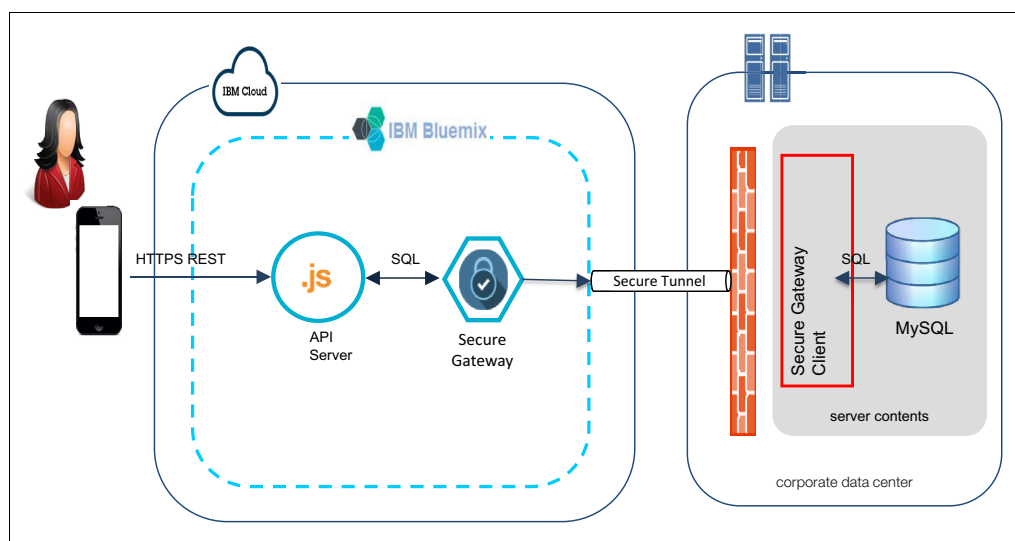 IBM Cloud
IBM Bluemix
HTTPS REST
.js
API
Server
SQL
Secure
Gateway
Secure Tunnel
Secure Gateway
Client
SQL
MySQL
server contents
corporate data center